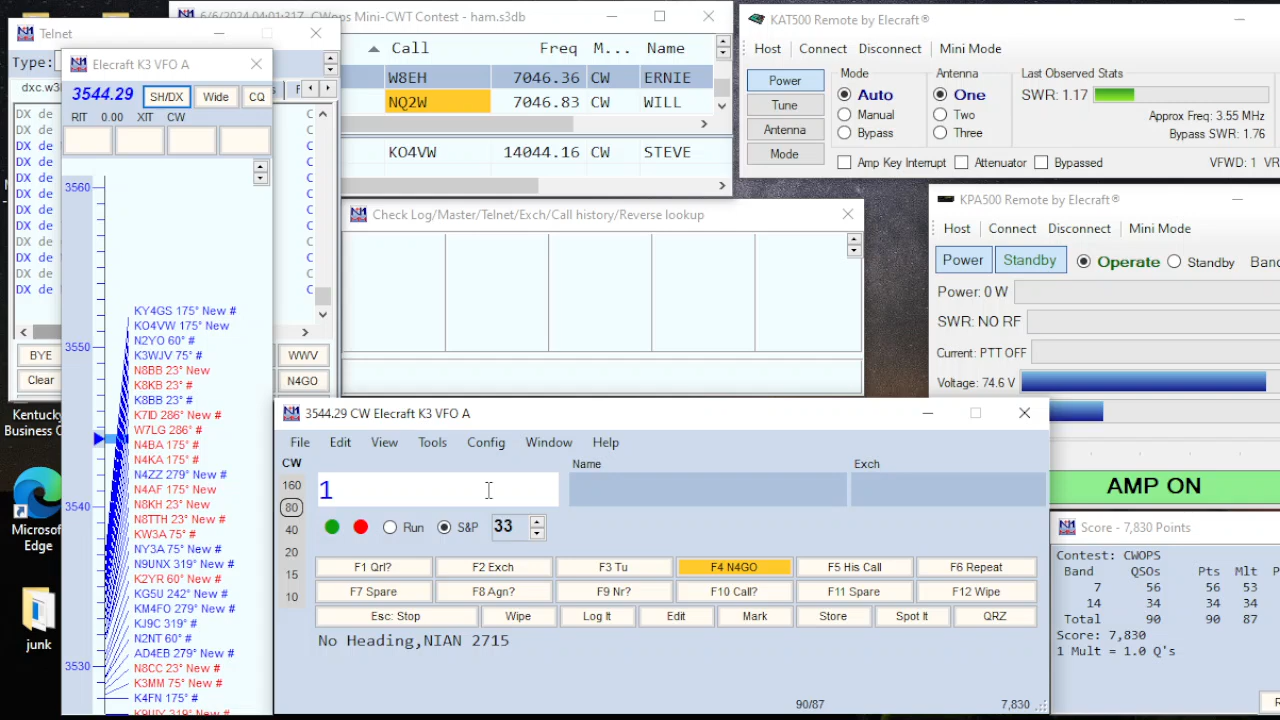 Telnet
Type:
dxc.w3
DX de
DX de
DX de
DX de
DX de
DX de
DX de
DX de
DX de
DX de
DX de
DX de
BYE
WWV
Clear
N4GO
Elecraft K3 VFO A
3544.29 SH/DX Wide CQ
RIT 0.00 XIT CW
3560
3550
3540
3530
KY4GS 175° New #
KO4VW 175° New
N2YO 60° #
K3WJV 75° #
N8BB 23° New
K8KB 23° #
K8BB 23° #
K7ID 286° New #
W7LG 286° #
N4BA 175° #
N4KA 175° #
N4ZZ 279° New #
N4AF 175° New
N8KH 23° New
N8TTH 23° New #
KW3A 75° #
NY3A 75° New #
N9UNX 319° New #
K2YR 60° New #
KG5U 242° New #
KM4FO 279° New #
KJ9C 319° New
N2NT 60° New #
AD4EB 279° New #
N8CC 23° New #
K3MM 75° New #
K4FN 175° #
6/6/2024 04:01:31Z CWops Mini-CWT Contest - ham.s3db
Call Freq M... Name
W8EH 7046.36 CW ERNIE
NQ2W 7046.83 CW WILL
KO4VW 14044.16 CW STEVE
Check Log/Master/Telnet/Exch/Call history/Reverse lookup
KAT500 Remote by Elecraft®
Host Connect Disconnect Mini Mode
Power
Tune
Antenna
Mode
Mode
Auto
Manual
Bypass
Antenna
One
Two
Three
Last Observed Stats
SWR: 1.17
Approx Freq: 3.55 MHz
Bypass SWR: 1.76
Amp Key Interrupt Attenuator Bypassed VFWD: 1 VR
KPA500 Remote by Elecraft®
Host Connect Disconnect Mini Mode
Power Standby Operate Standby Band
Power: 0 W
SWR: NO RF
Current: PTT OFF
Voltage: 74.6 V
AMP ON
Kentucky
Business C
Microsoft
Edge
junk
3544.29 CW Elecraft K3 VFO A
File Edit View Tools Config Window Help
CW
160
80
40
20
15
10
Name Exch
1
Run S&P 33
F1 Qrl? F2 Exch F3 Tu F4 N4GO F5 His Call F6 Repeat
F7 Spare F8 Agn? F9 Nr? F10 Call? F11 Spare F12 Wipe
Esc: Stop Wipe Log It Edit Mark Store Spot It QRZ
No Heading,NIAN 2715
90/87 7,830
Score - 7,830 Points
Contest: CWOPS
Band QSOs Pts Mlt
7 56 56 53
14 34 34 34
Total 90 90 87
Score: 7,830
1 Mult = 1.0 Q's